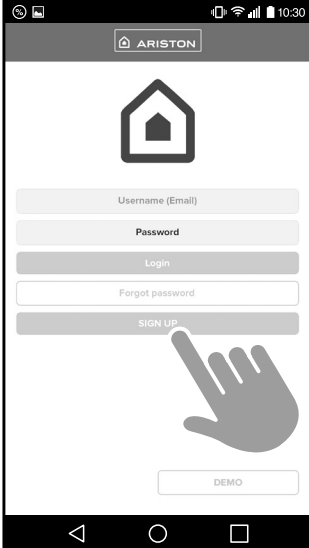 10:30
ARISTON
Username (Email)
Password
Login
Forgot password
SIGN UP
DEMO